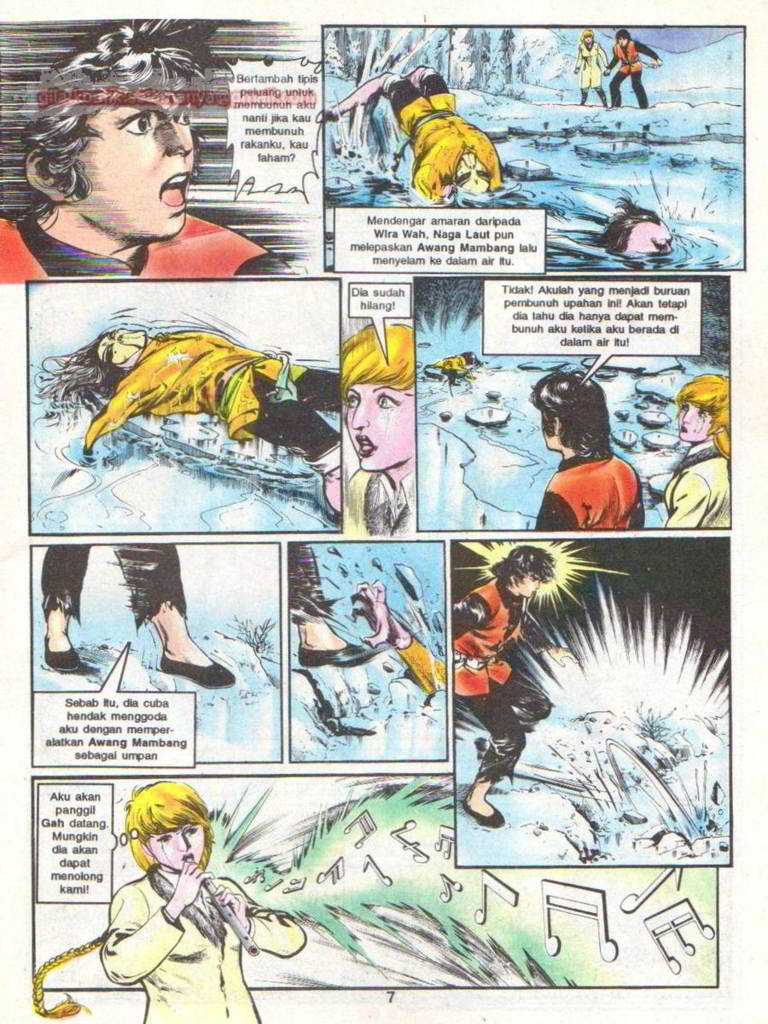 Bertambah tipis
peluang untuk
membunuh aku
nanti jika kau
membunuh
rakanku, kau
faham?
Mendengar amaran daripada
Wira Wah, Naga Laut pun
melepaskan Awang Mambang lalu
menyelam ke dalam air itu.
Dia sudah
hilang!
Tidak! Akulah yang menjadi buruan
pembunuh upahan ini! Akan tetapi
dia tahu dia hanya dapat mem-
bunuh aku ketika aku berada di
dalam air itu!
Sebab itu, dia cuba
hendak menggoda
aku dengan memper-
alatkan Awang Mambang
sebagai umpan
Aku akan
panggil
Gah datang.
Mungkin
dia akan
dapat
menolong
kami!
7